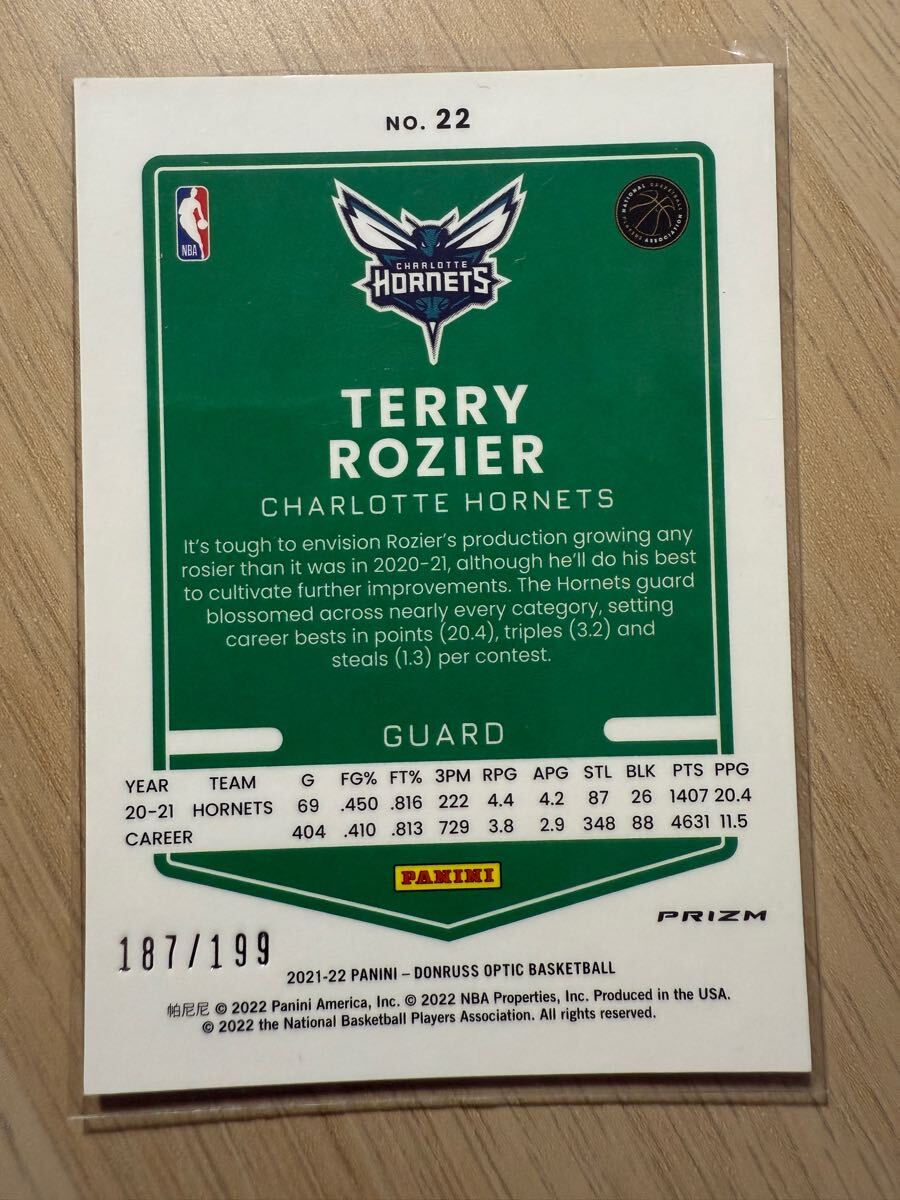 NO. 22
NBA
CHARLOTTE
HORNETS
NATIONAL BASKETBALL
PLAYERS ASSOCIATION
TERRY
ROZIER
CHARLOTTE HORNETS
It's tough to envision Rozier's production growing any
rosier than it was in 2020-21, although he'll do his best
to cultivate further improvements. The Hornets guard
blossomed across nearly every category, setting
career bests in points (20.4), triples (3.2) and
steals (1.3) per contest.
GUARD
YEAR TEAM G FG% FT% 3PM RPG APG STL BLK PTS PPG
20-21 HORNETS 69 .450 .816 222 4.4 4.2 87 26 1407 20.4
CAREER 404 .410 .813 729 3.8 2.9 348 88 4631 11.5
PANINI
PRIZM
187/199
2021-22 PANINI – DONRUSS OPTIC BASKETBALL
帕尼尼 © 2022 Panini America, Inc. © 2022 NBA Properties, Inc. Produced in the USA.
© 2022 the National Basketball Players Association. All rights reserved.